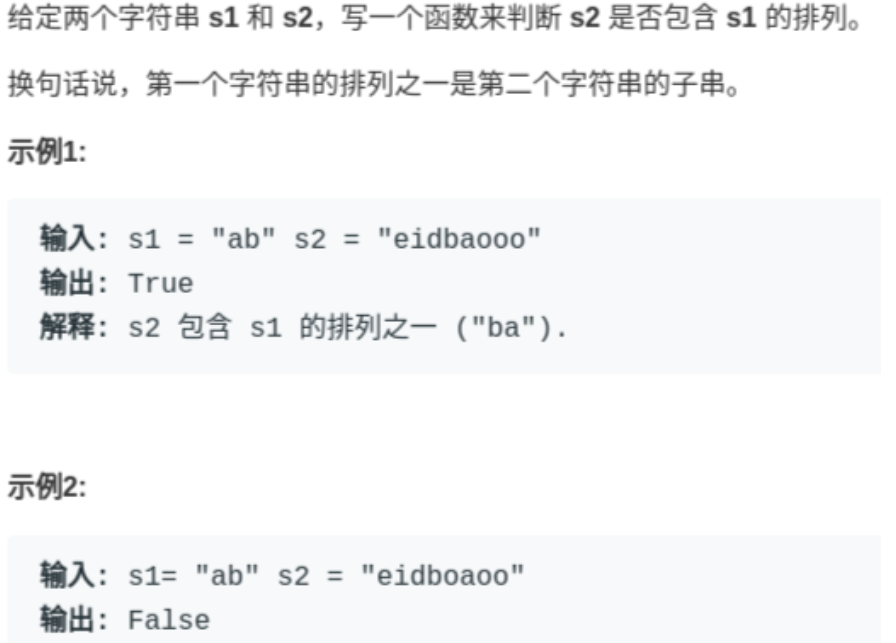 给定两个字符串 s1 和 s2，写一个函数来判断 s2 是否包含 s1 的排列。
换句话说，第一个字符串的排列之一是第二个字符串的子串。
示例1:
输入: s1 = "ab" s2 = "eidbaooo"
输出: True
解释: s2 包含 s1 的排列之一 ("ba").
示例2:
输入: s1= "ab" s2 = "eidboaoo"
输出: False